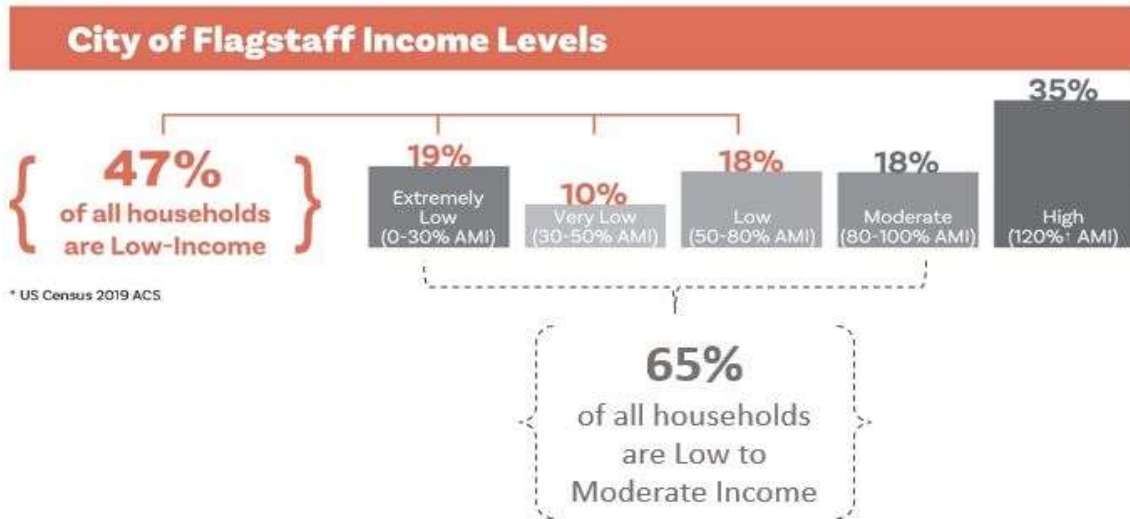 City of Flagstaff Income Levels
47%
of all households
are Low-Income
* US Census 2019 ACS
19%
Extremely
Low
(0-30% AMI)
10%
Very Low
(30-50% AMI)
18%
Low
(50-80% AMI)
18%
Moderate
(80-100% AMI)
35%
High
(120%↑ AMI)
65%
of all households
are Low to
Moderate Income